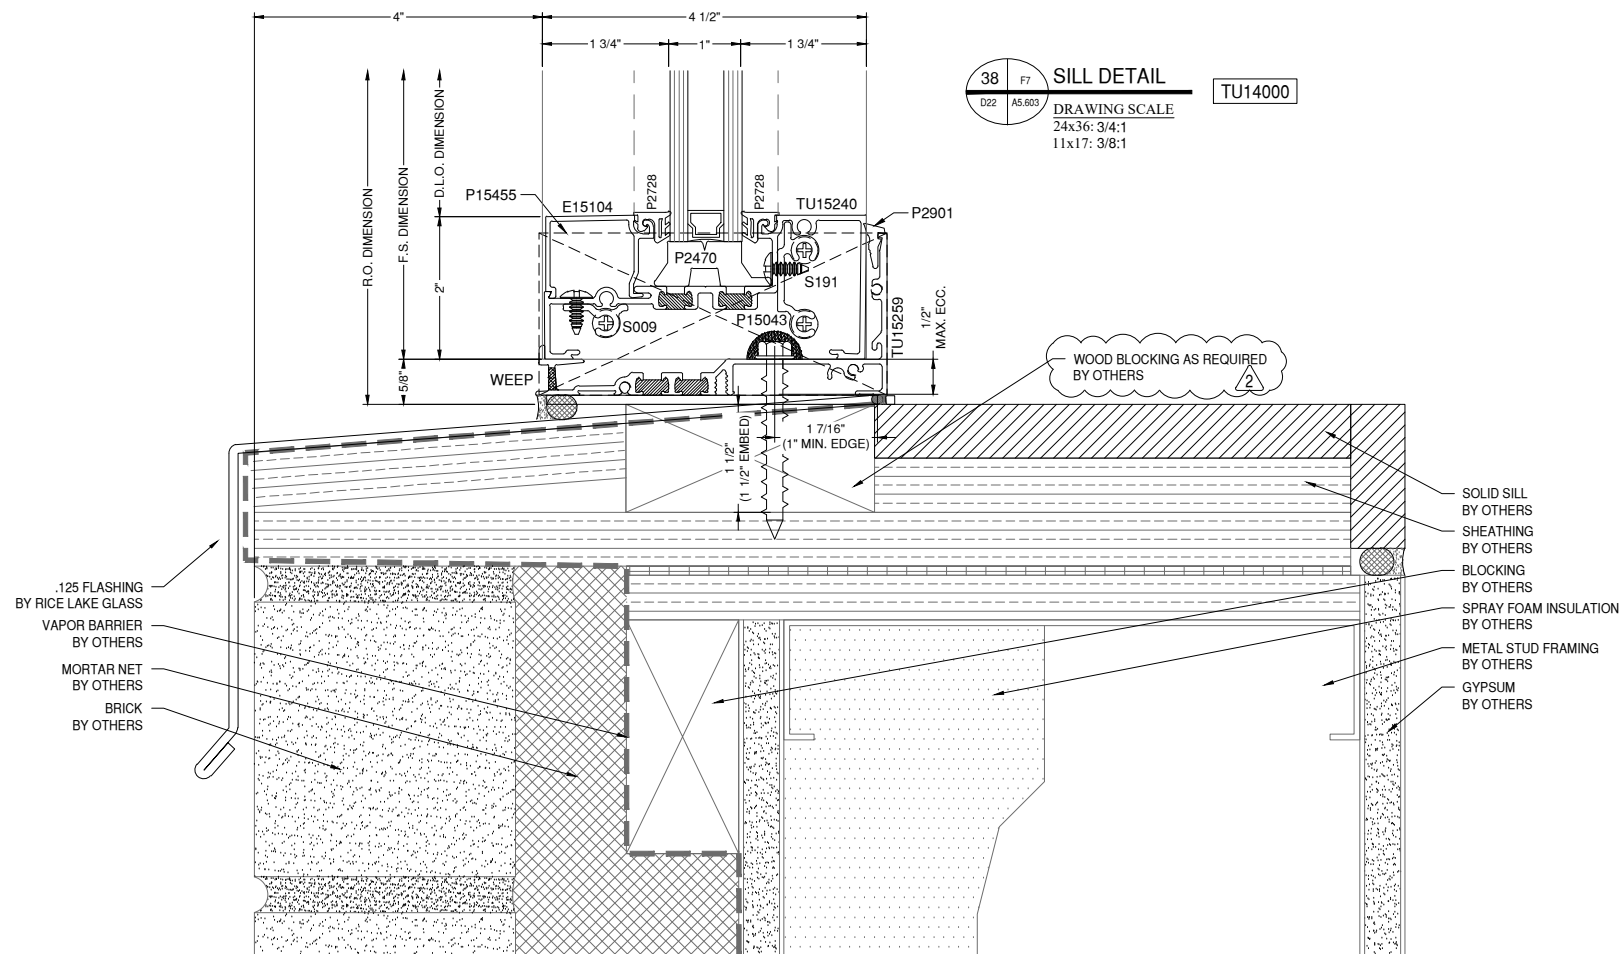 4"
4 1/2"
1 3/4"
1"
1 3/4"
38
F7
D22
A5.603
SILL DETAIL
DRAWING SCALE
24x36: 3/4:1
11x17: 3/8:1
TU14000
R.O. DIMENSION
F.S. DIMENSION
D.L.O. DIMENSION
2"
5/8"
P15455
E15104
P2728
P2728
TU15240
P2901
P2470
S191
S009
P15043
TU15259
1/2"
MAX. ECC.
WEEP
WOOD BLOCKING AS REQUIRED
BY OTHERS
2
1 1/2"
(1 1/2" EMBED)
1 7/16"
(1" MIN. EDGE)
.125 FLASHING
BY RICE LAKE GLASS
VAPOR BARRIER
BY OTHERS
MORTAR NET
BY OTHERS
BRICK
BY OTHERS
SOLID SILL
BY OTHERS
SHEATHING
BY OTHERS
BLOCKING
BY OTHERS
SPRAY FOAM INSULATION
BY OTHERS
METAL STUD FRAMING
BY OTHERS
GYPSUM
BY OTHERS